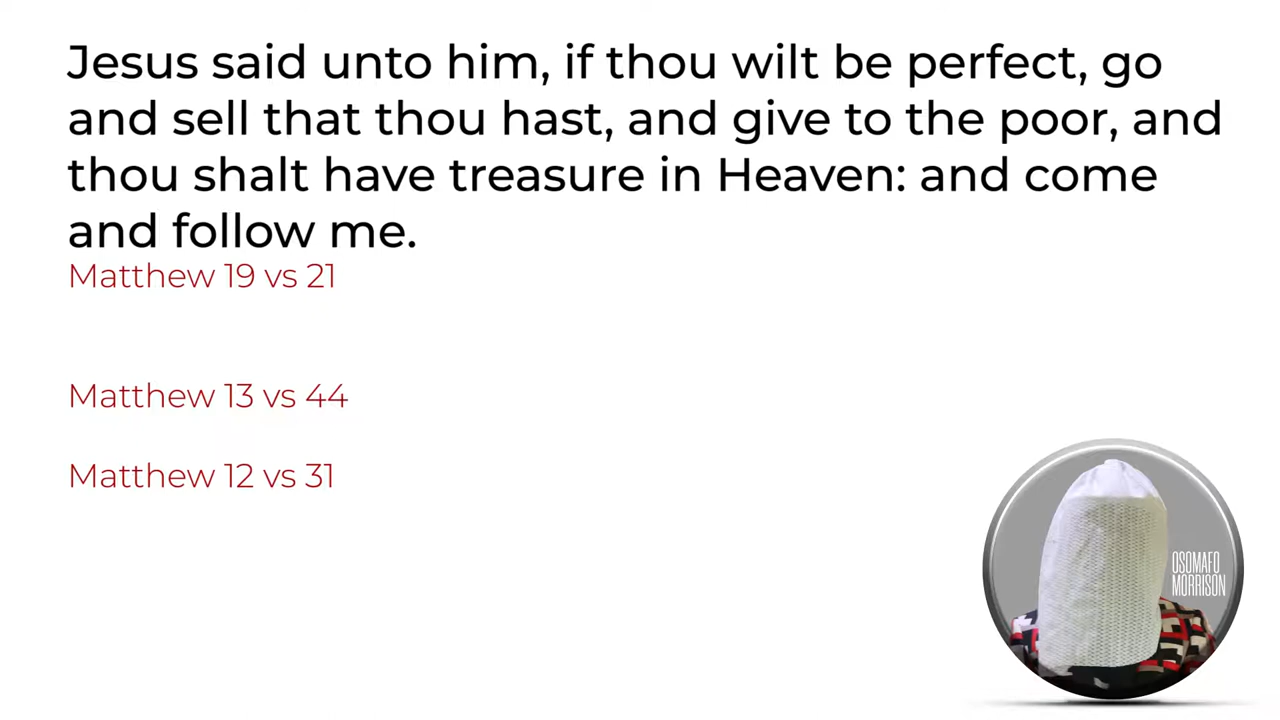 Jesus said unto him, if thou wilt be perfect, go
and sell that thou hast, and give to the poor, and
thou shalt have treasure in Heaven: and come
and follow me.
Matthew 19 vs 21
Matthew 13 vs 44
Matthew 12 vs 31
OSOMAFO
MORRISON